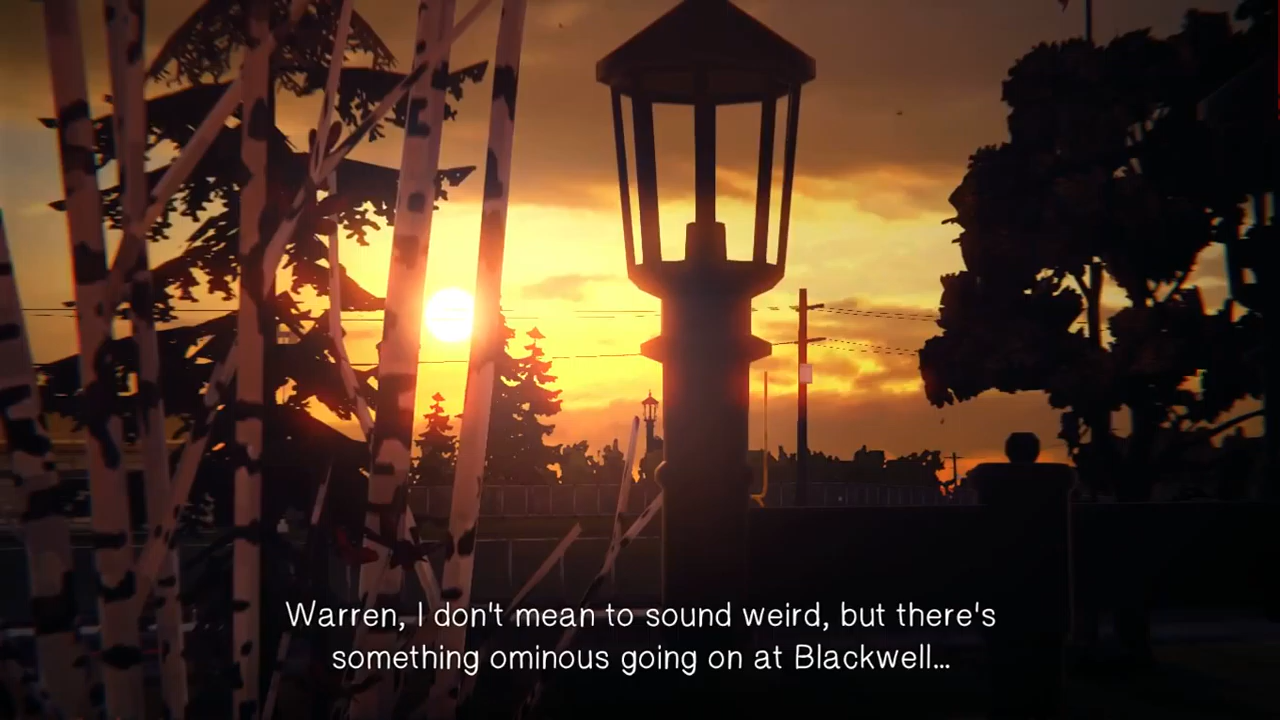 Warren, I don't mean to sound weird, but there's
something ominous going on at Blackwell...